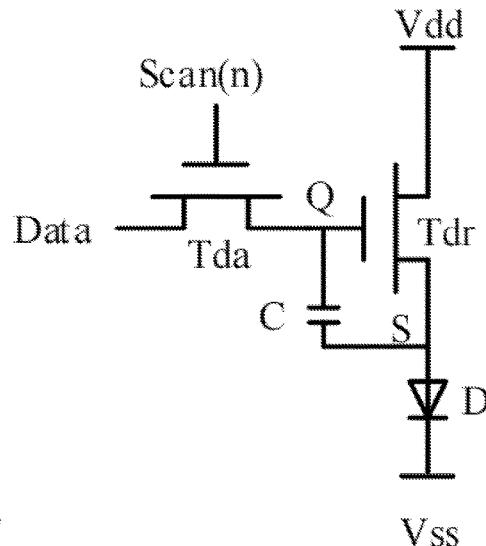 Vdd
Scan(n)
Q
Data
Tda
Tdr
C
S
D
Vss